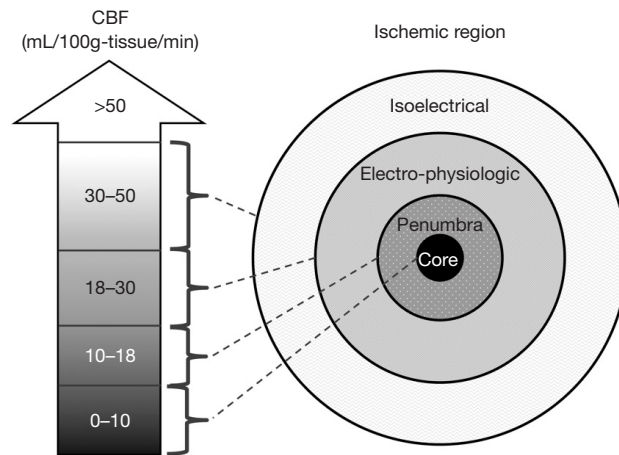 CBF
(mL/100g-tissue/min)
>50
30–50
18–30
10–18
0–10
Ischemic region
Isoelectrical
Electro-physiologic
Penumbra
Core